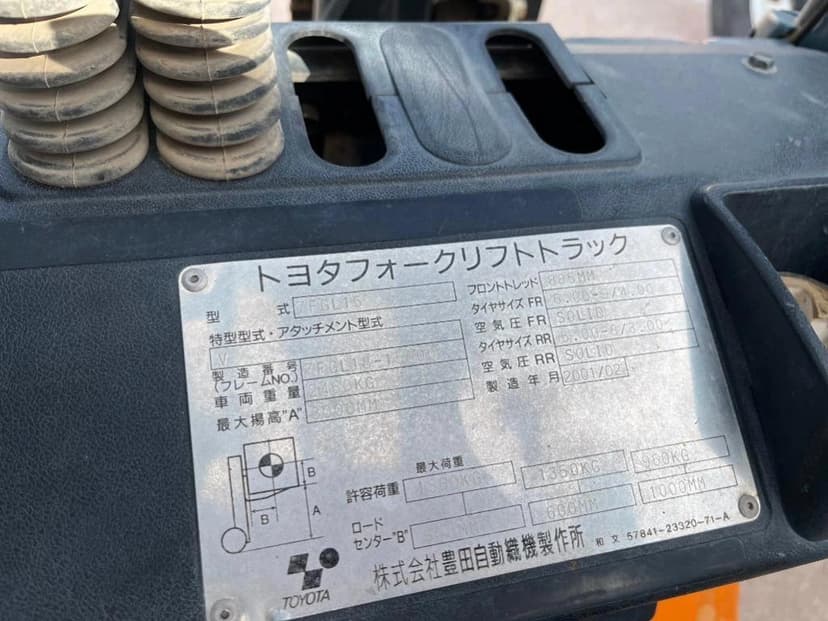 トヨタフォークリフトトラック
型 式 7FGL15
特型型式・アタッチメント型式
V
製造番号
(フレームNO.)
車両重量
最大揚高"A"
フロントトレッド 885MM
タイヤサイズ FR
空気圧 FR SOLID
タイヤサイズ RR
空気圧 RR SOLID
製造年月 2001/02
B
B
A
最大荷重
許容荷重 1350KG
ロード
センター"B" 600MM 1000MM
TOYOTA
株式会社豊田自動織機製作所 和 文 57841-23320-71-A